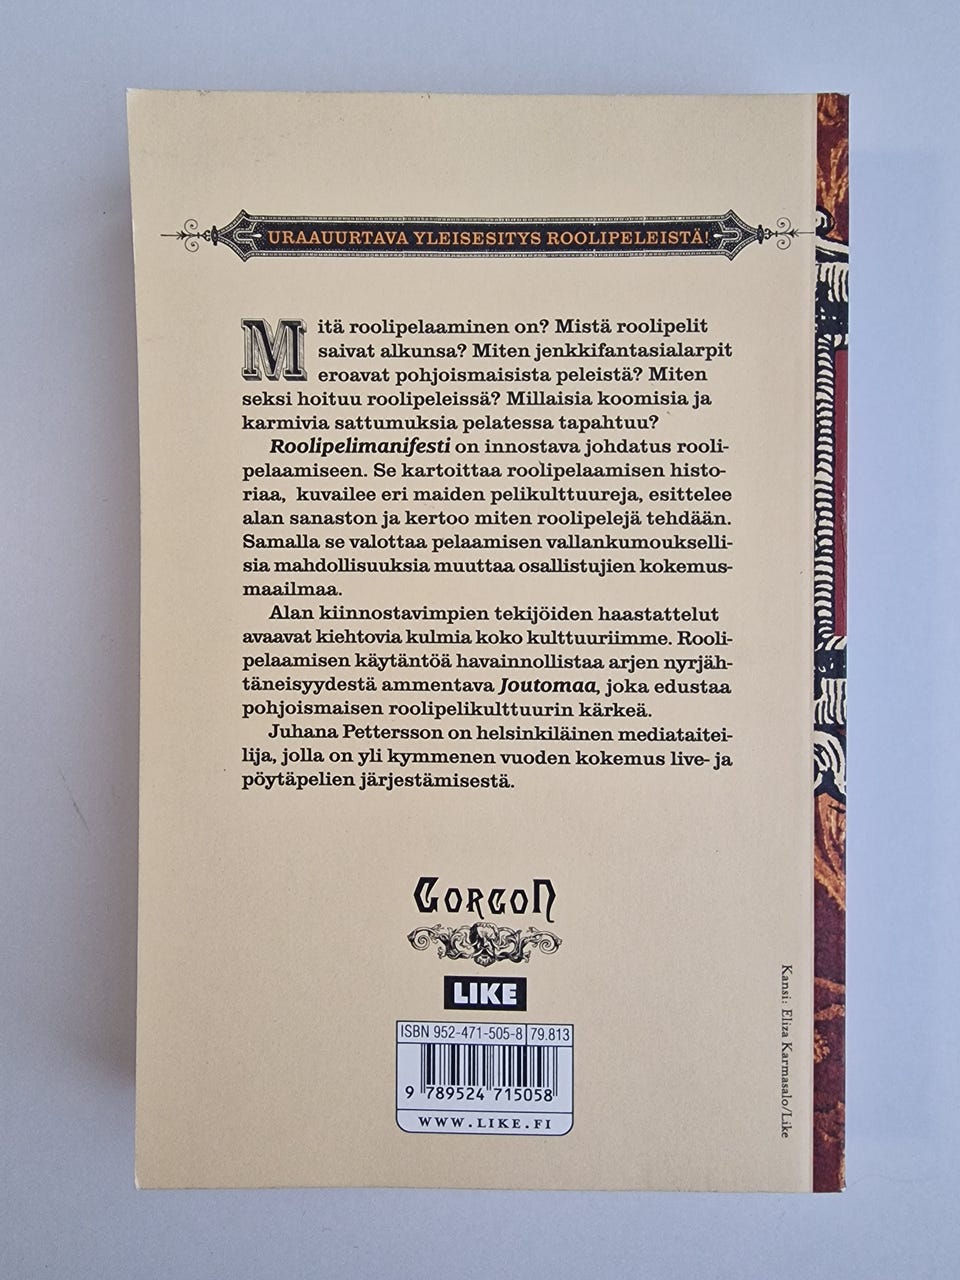 URAAUURTAVA YLEISESITYS ROOLIPELEISTÄ!
Mitä roolipelaaminen on? Mistä roolipelit
saivat alkunsa? Miten jenkkifantasialarpit
eroavat pohjoismaisista peleistä? Miten
seksi hoituu roolipeleissä? Millaisia koomisia ja
karmivia sattumuksia pelatessa tapahtuu?
Roolipelimanifesti on innostava johdatus rooli-
pelaamiseen. Se kartoittaa roolipelaamisen histo-
riaa, kuvailee eri maiden pelikulttuureja, esittelee
alan sanaston ja kertoo miten roolipelejä tehdään.
Samalla se valottaa pelaamisen vallankumoukselli-
sia mahdollisuuksia muuttaa osallistujien kokemus-
maailmaa.
Alan kiinnostavimpien tekijöiden haastattelut
avaavat kiehtovia kulmia koko kulttuuriimme. Rooli-
pelaamisen käytäntöä havainnollistaa arjen nyrjäh-
täneisyydestä ammentava Joutomaa, joka edustaa
pohjoismaisen roolipelikulttuurin kärkeä.
Juhana Pettersson on helsinkiläinen mediataitei-
lija, jolla on yli kymmenen vuoden kokemus live- ja
pöytäpelien järjestämisestä.
GORGON
LIKE
ISBN 952-471-505-8 79.813
9 789524 715058
WWW.LIKE.FI
Kansi: Eliza Karmasalo/Like